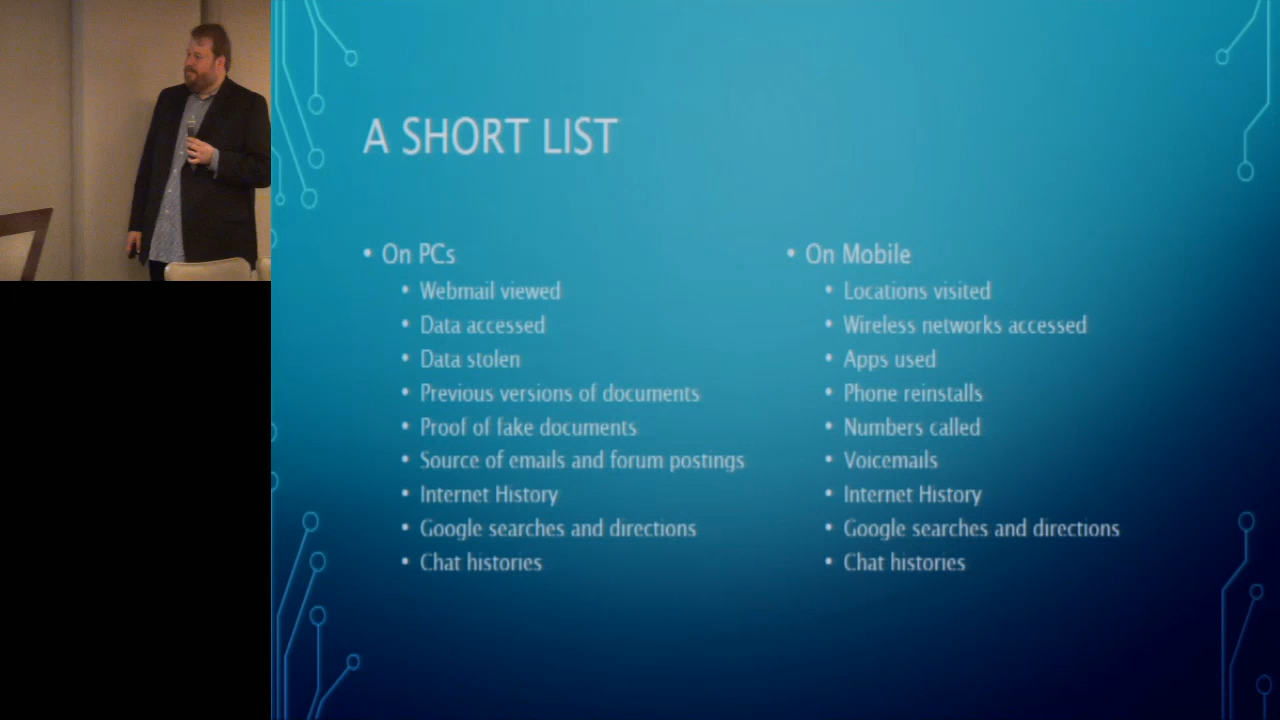 A SHORT LIST
• On PCs
• Webmail viewed
• Data accessed
• Data stolen
• Previous versions of documents
• Proof of fake documents
• Source of emails and forum postings
• Internet History
• Google searches and directions
• Chat histories
• On Mobile
• Locations visited
• Wireless networks accessed
• Apps used
• Phone reinstalls
• Numbers called
• Voicemails
• Internet History
• Google searches and directions
• Chat histories